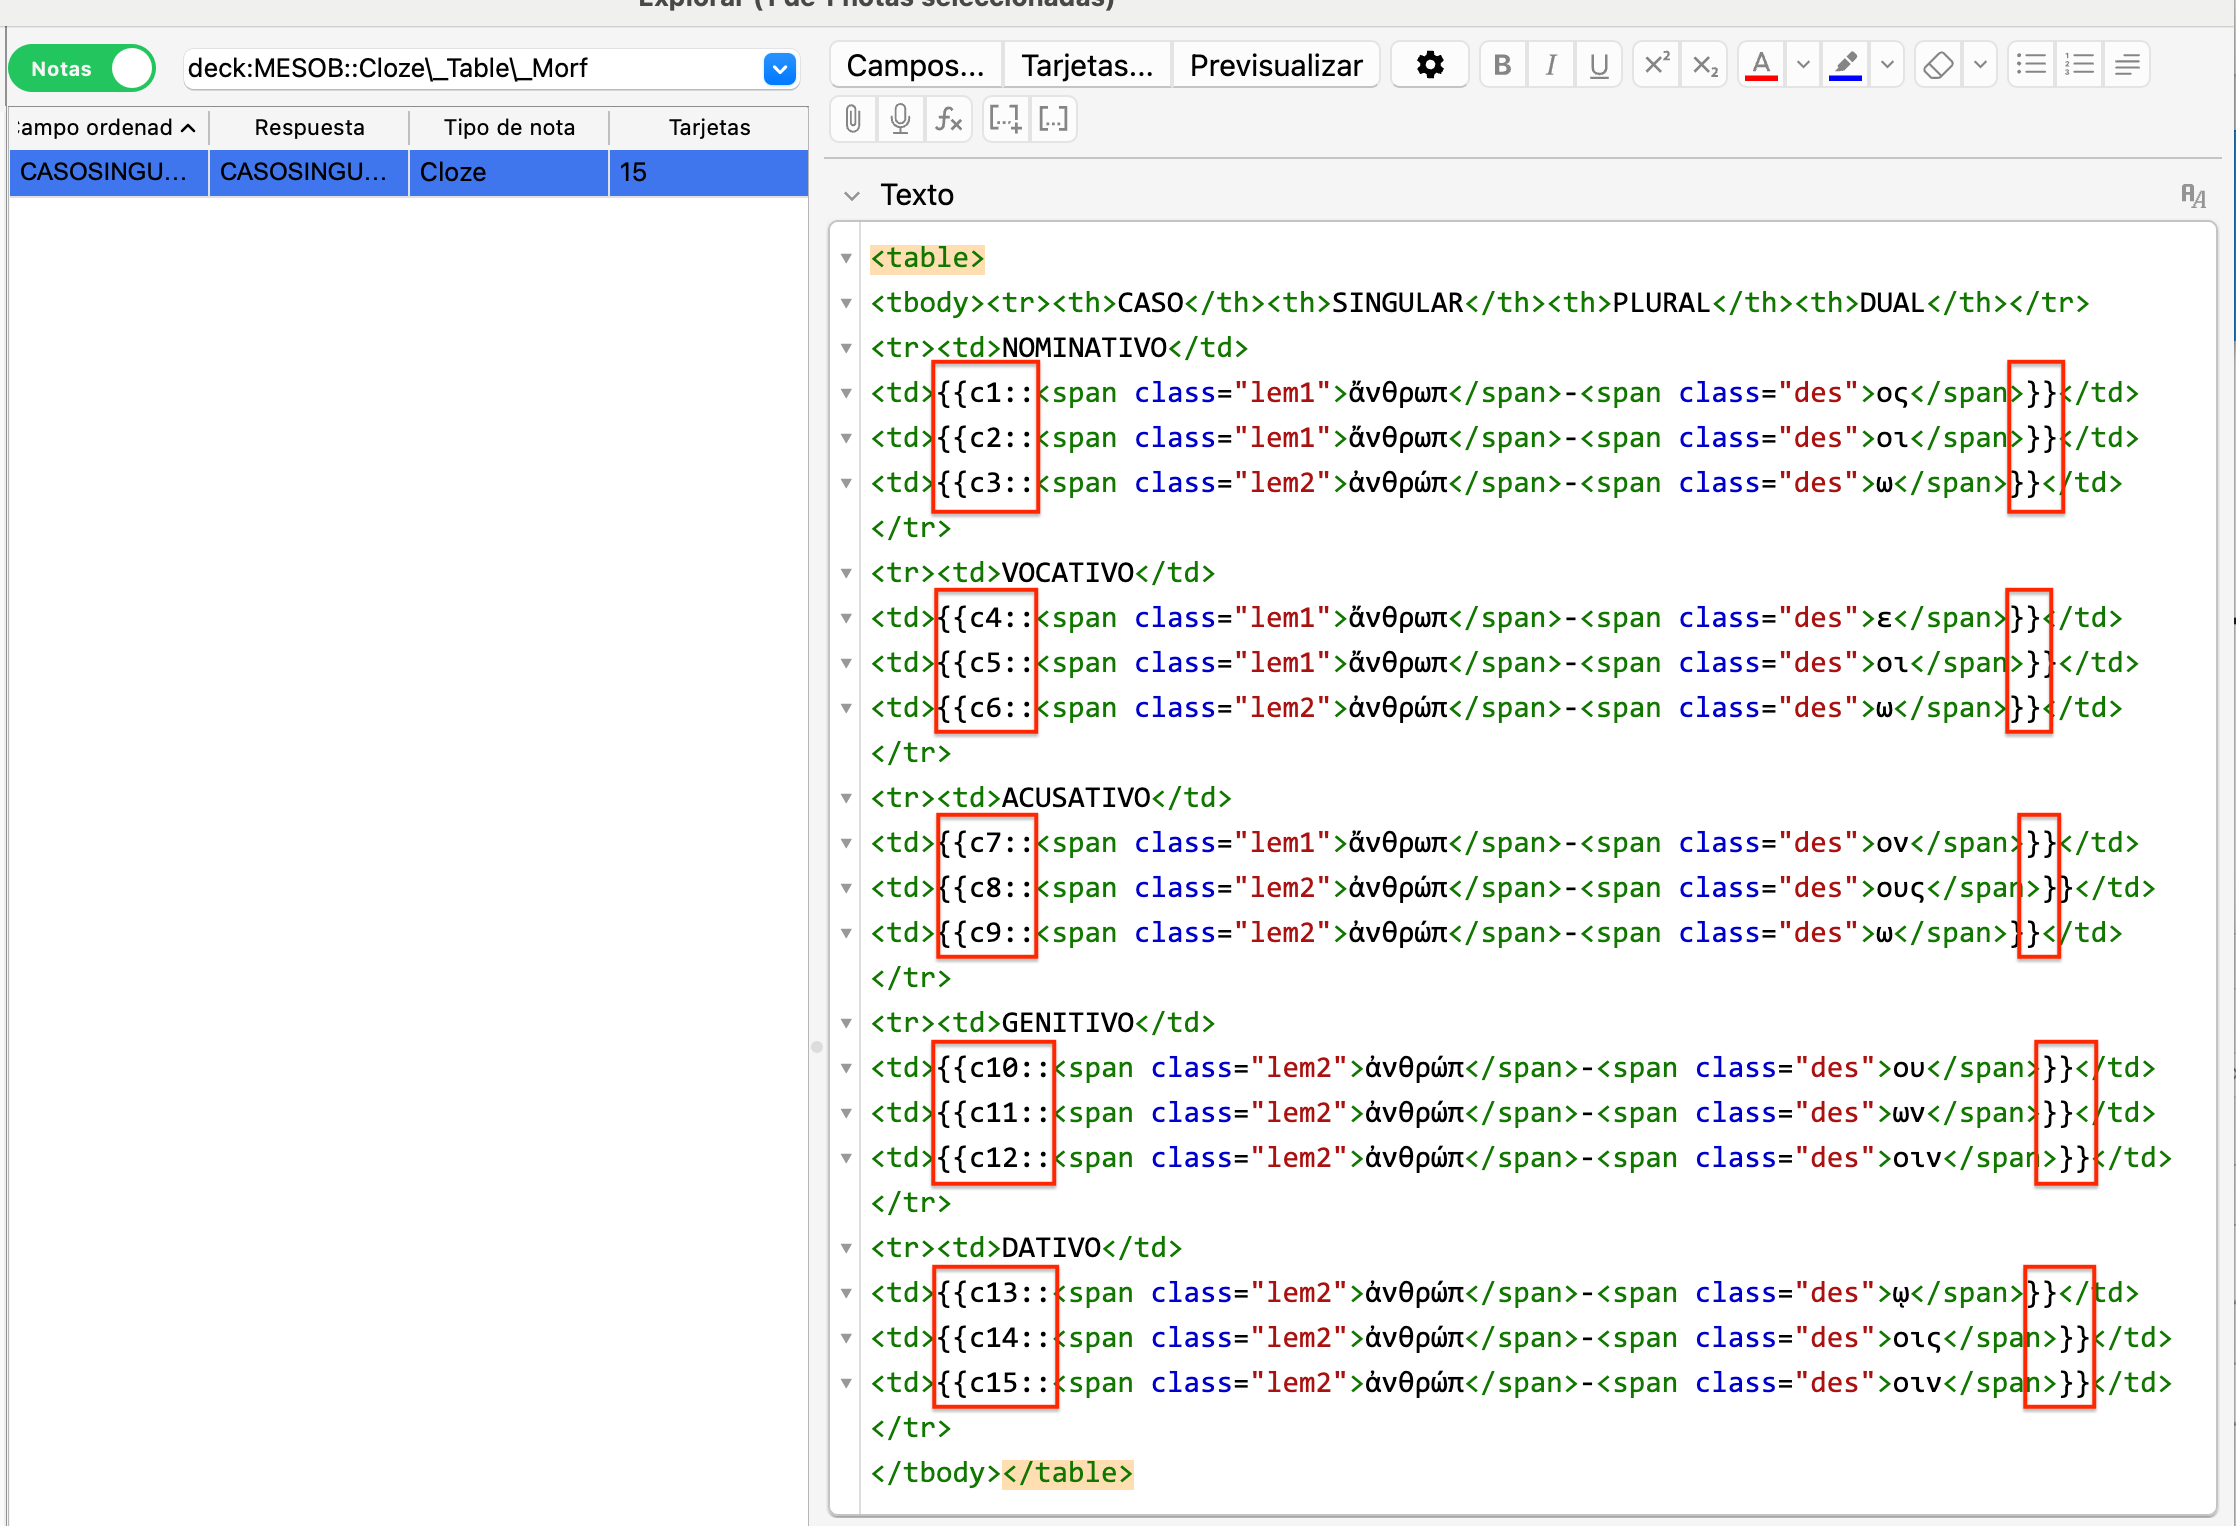 Explorar (1 de 1 notas seleccionadas)
Notas
deck:MESOB::Cloze\_Table\_Morf
Campos...
Tarjetas...
Previsualizar
B I U x² x₂ A
fx [...]+ [...]
ampo ordenad Respuesta Tipo de nota Tarjetas
CASOSINGU... CASOSINGU... Cloze 15
Texto
<table>
<tbody><tr><th>CASO</th><th>SINGULAR</th><th>PLURAL</th><th>DUAL</th></tr>
<tr><td>NOMINATIVO</td>
<td>{{c1::<span class="lem1">ἄνθρωπ</span>-<span class="des">ος</span>}}</td>
<td>{{c2::<span class="lem1">ἄνθρωπ</span>-<span class="des">οι</span>}}</td>
<td>{{c3::<span class="lem2">ἀνθρώπ</span>-<span class="des">ω</span>}}</td>
</tr>
<tr><td>VOCATIVO</td>
<td>{{c4::<span class="lem1">ἄνθρωπ</span>-<span class="des">ε</span>}}</td>
<td>{{c5::<span class="lem1">ἄνθρωπ</span>-<span class="des">οι</span>}}</td>
<td>{{c6::<span class="lem2">ἀνθρώπ</span>-<span class="des">ω</span>}}</td>
</tr>
<tr><td>ACUSATIVO</td>
<td>{{c7::<span class="lem1">ἄνθρωπ</span>-<span class="des">ον</span>}}</td>
<td>{{c8::<span class="lem2">ἀνθρώπ</span>-<span class="des">ους</span>}}</td>
<td>{{c9::<span class="lem2">ἀνθρώπ</span>-<span class="des">ω</span>}}</td>
</tr>
<tr><td>GENITIVO</td>
<td>{{c10::<span class="lem2">ἀνθρώπ</span>-<span class="des">ου</span>}}</td>
<td>{{c11::<span class="lem2">ἀνθρώπ</span>-<span class="des">ων</span>}}</td>
<td>{{c12::<span class="lem2">ἀνθρώπ</span>-<span class="des">οιν</span>}}</td>
</tr>
<tr><td>DATIVO</td>
<td>{{c13::<span class="lem2">ἀνθρώπ</span>-<span class="des">ῳ</span>}}</td>
<td>{{c14::<span class="lem2">ἀνθρώπ</span>-<span class="des">οις</span>}}</td>
<td>{{c15::<span class="lem2">ἀνθρώπ</span>-<span class="des">οιν</span>}}</td>
</tr>
</tbody></table>